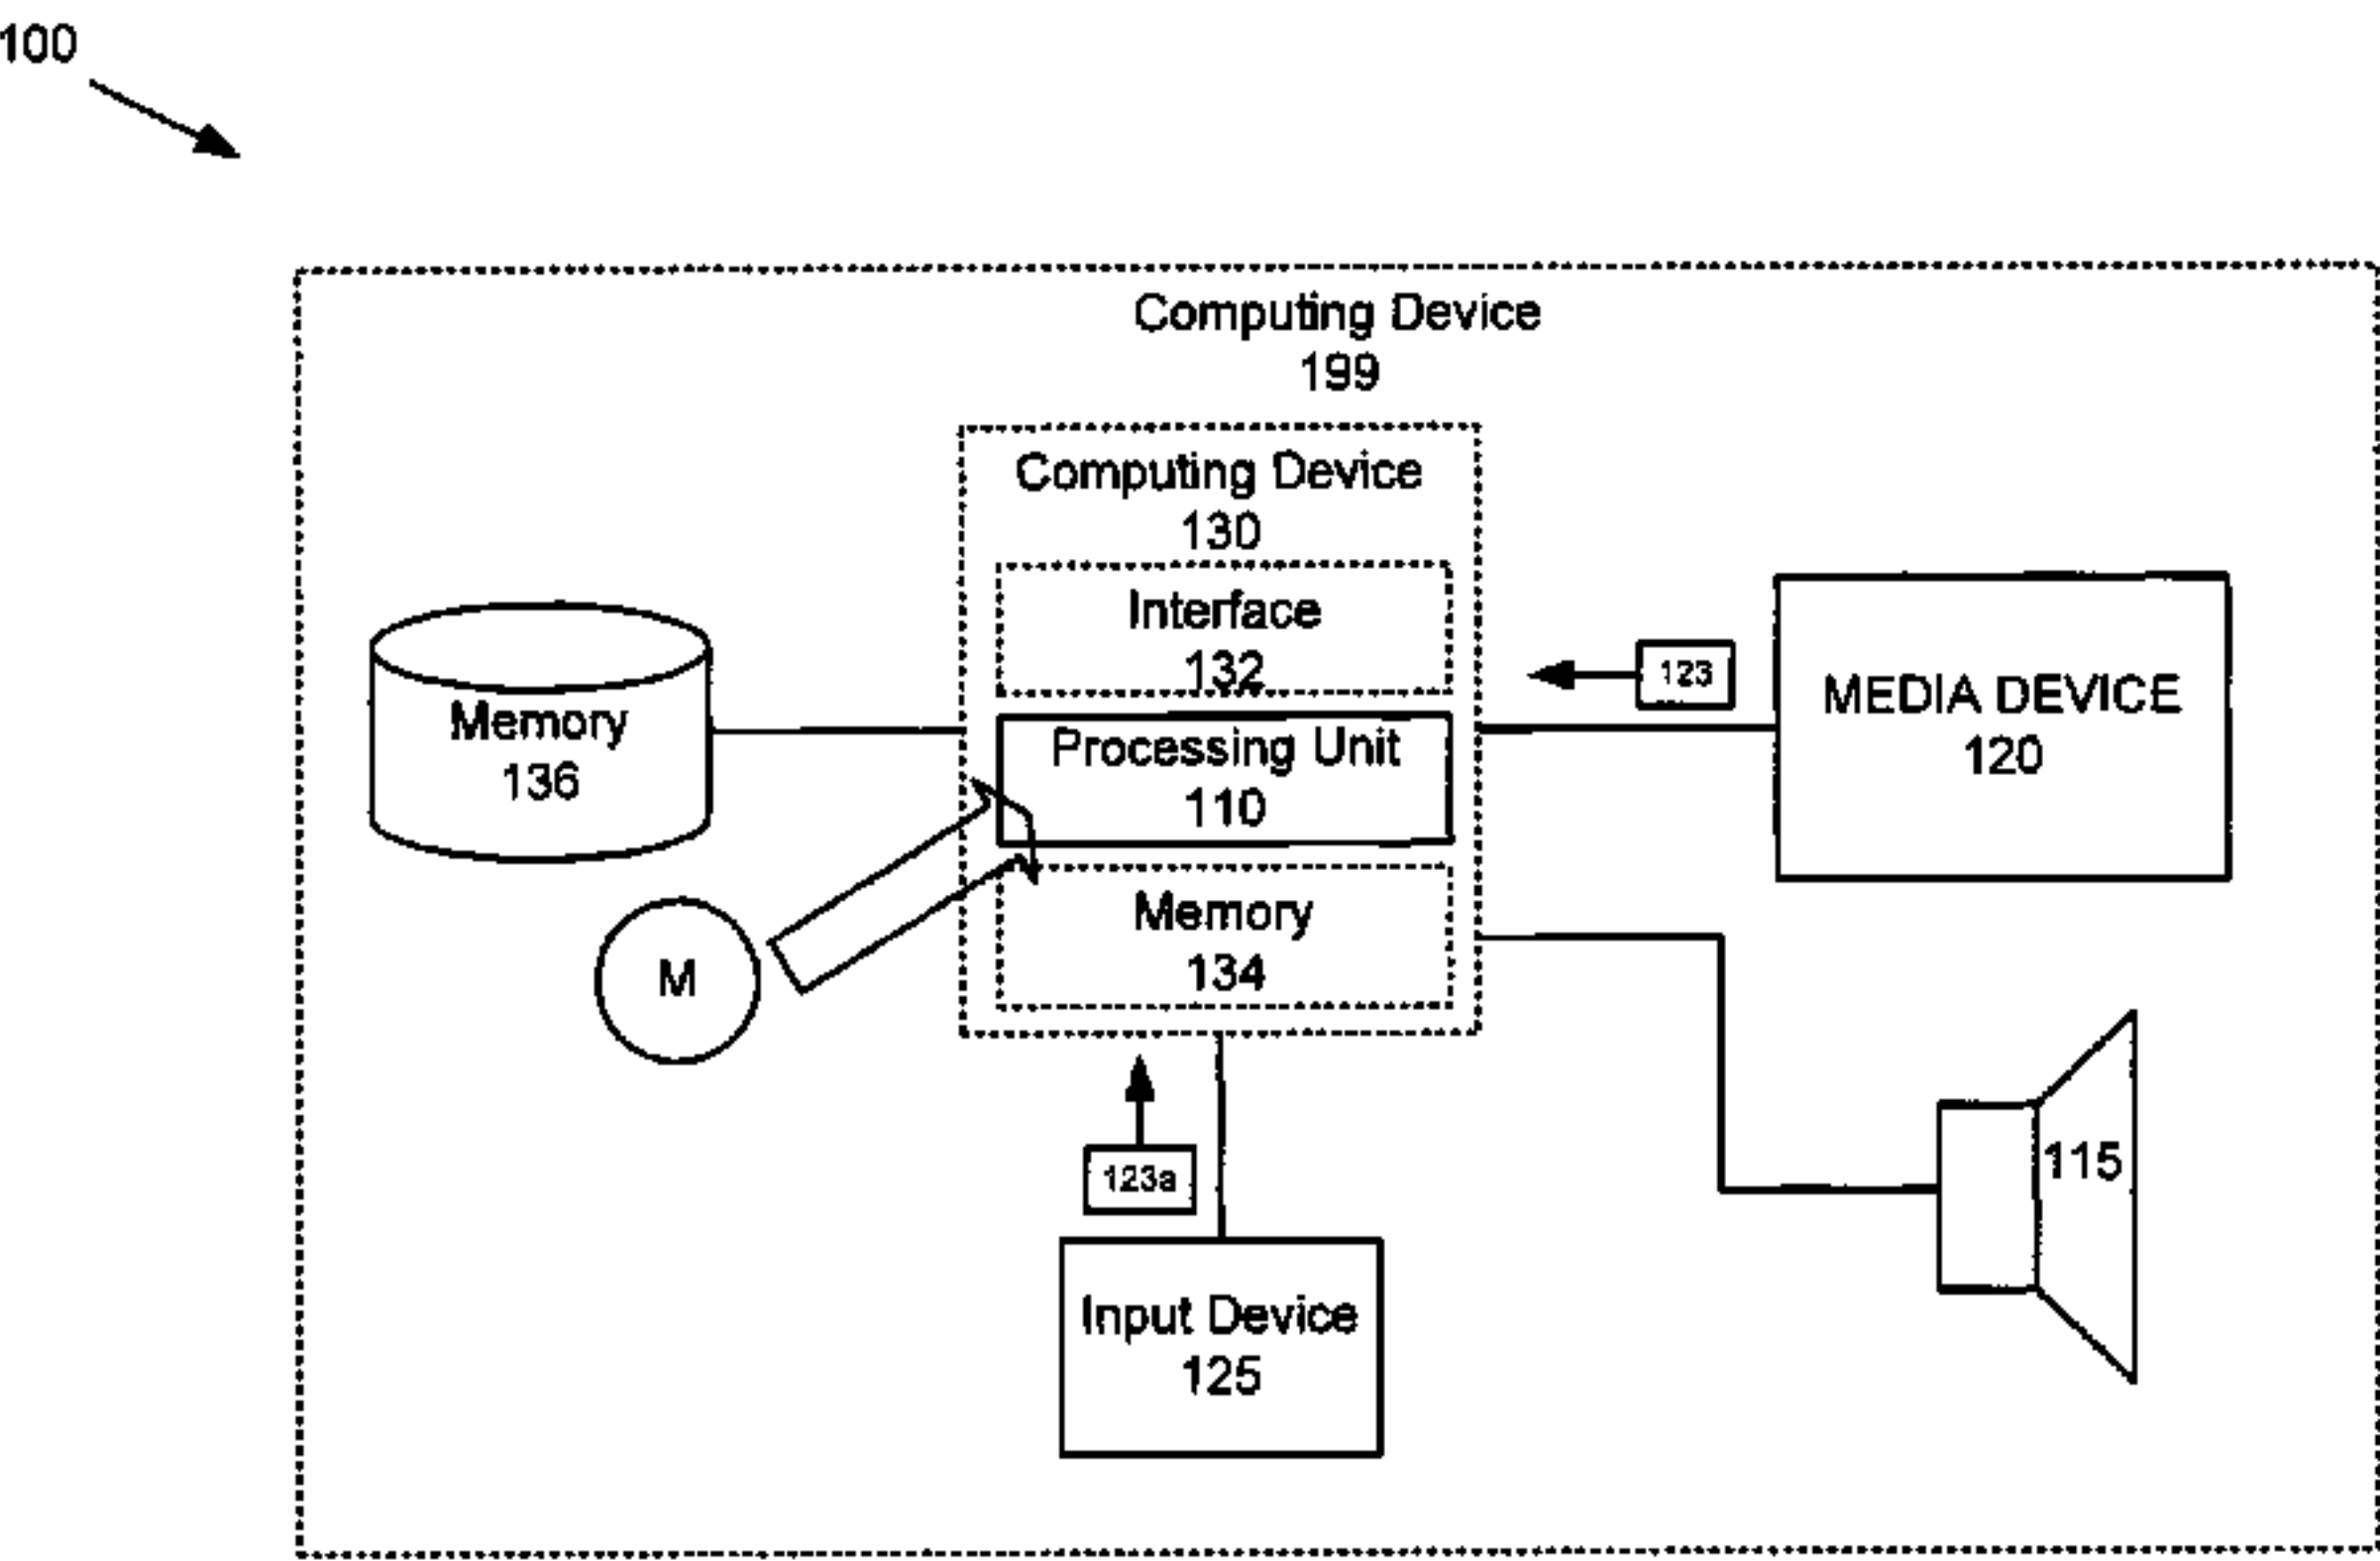 100
Computing Device
199
Computing Device
130
Interface
132
Processing Unit
110
Memory
134
Memory
136
M
123
MEDIA DEVICE
120
115
123a
Input Device
125